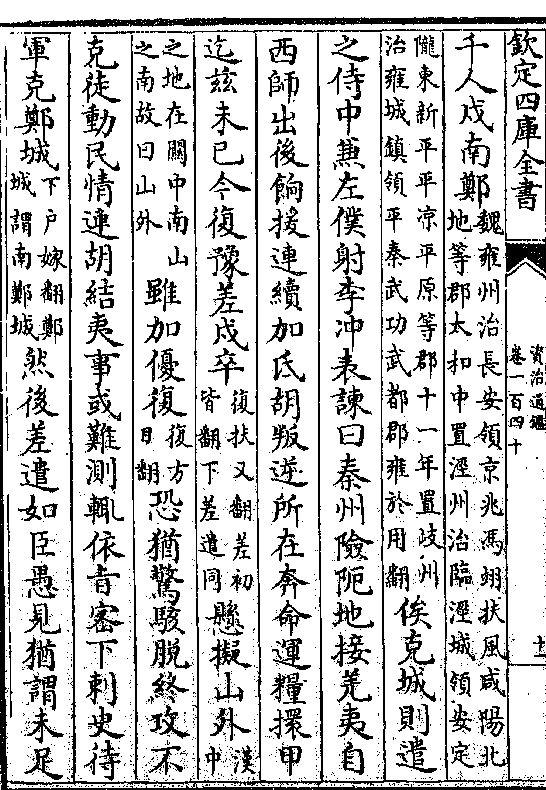 欽定四庫全書
資治通鑑
卷一百四十
十二
千人戍南鄭魏雍州治長安領京兆馮翊扶風咸陽北
地等郡太和中置涇州治臨涇城領安定
隴東新平平凉平原等郡十一年置岐州
治雍城鎮領平秦武功武都郡雍於用翻俟克城則遣
之侍中兼左僕射李冲表諫曰秦州險阨地接羌夷自
西師出後餉援連續加氐胡叛逆所在奔命運糧擐甲
迄兹未已今復豫差戍卒復扶又翻差初
皆翻下差遣同懸擬山外漢中
之地在關中南山
之南故曰山外雖加優復復方
目翻恐猶驚駭脱終攻不
克徒動民情連胡結夷事或難測輒依旨密下刺史待
軍克鄭城下户嫁翻鄭
城謂南鄭城然後差遣如臣愚見猶謂未足